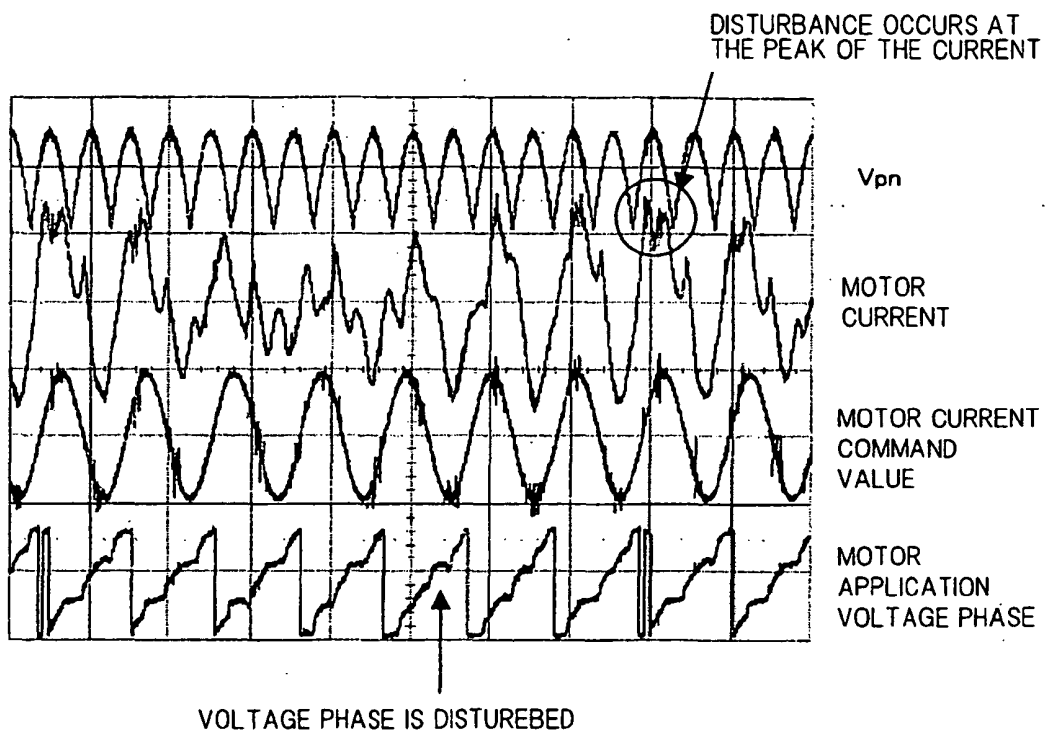 DISTURBANCE OCCURS AT
THE PEAK OF THE CURRENT
Vpn
MOTOR
CURRENT
MOTOR CURRENT
COMMAND
VALUE
MOTOR
APPLICATION
VOLTAGE PHASE
VOLTAGE PHASE IS DISTUREBED